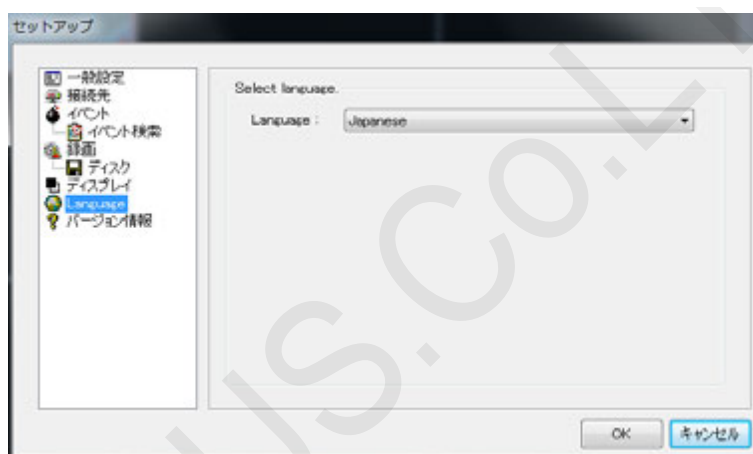 セットアップ
一般設定
接続先
イベント
イベント検索
録画
ディスク
ディスプレイ
Language
バージョン情報
Select language.
Language :
Japanese
OK
キャンセル
US.Co.L